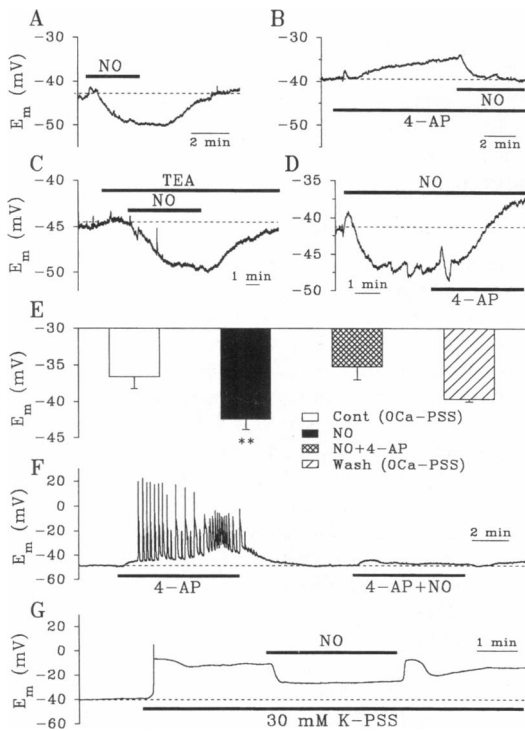 A
B
−30
NO
−40
−50
Em (mV)
2 min
−30
−40
−50
NO
4-AP
2 min
C
D
−40
TEA
NO
−45
−50
Em (mV)
1 min
−35
NO
−40
−45
−50
1 min
4-AP
E
−30
−35
−40
−45
Em (mV)
**
Cont (0Ca-PSS)
NO
NO+4-AP
Wash (0Ca-PSS)
F
20
0
−20
−40
−60
Em (mV)
2 min
4-AP
4-AP+NO
G
20
0
−20
−40
−60
Em (mV)
NO
1 min
30 mM K-PSS